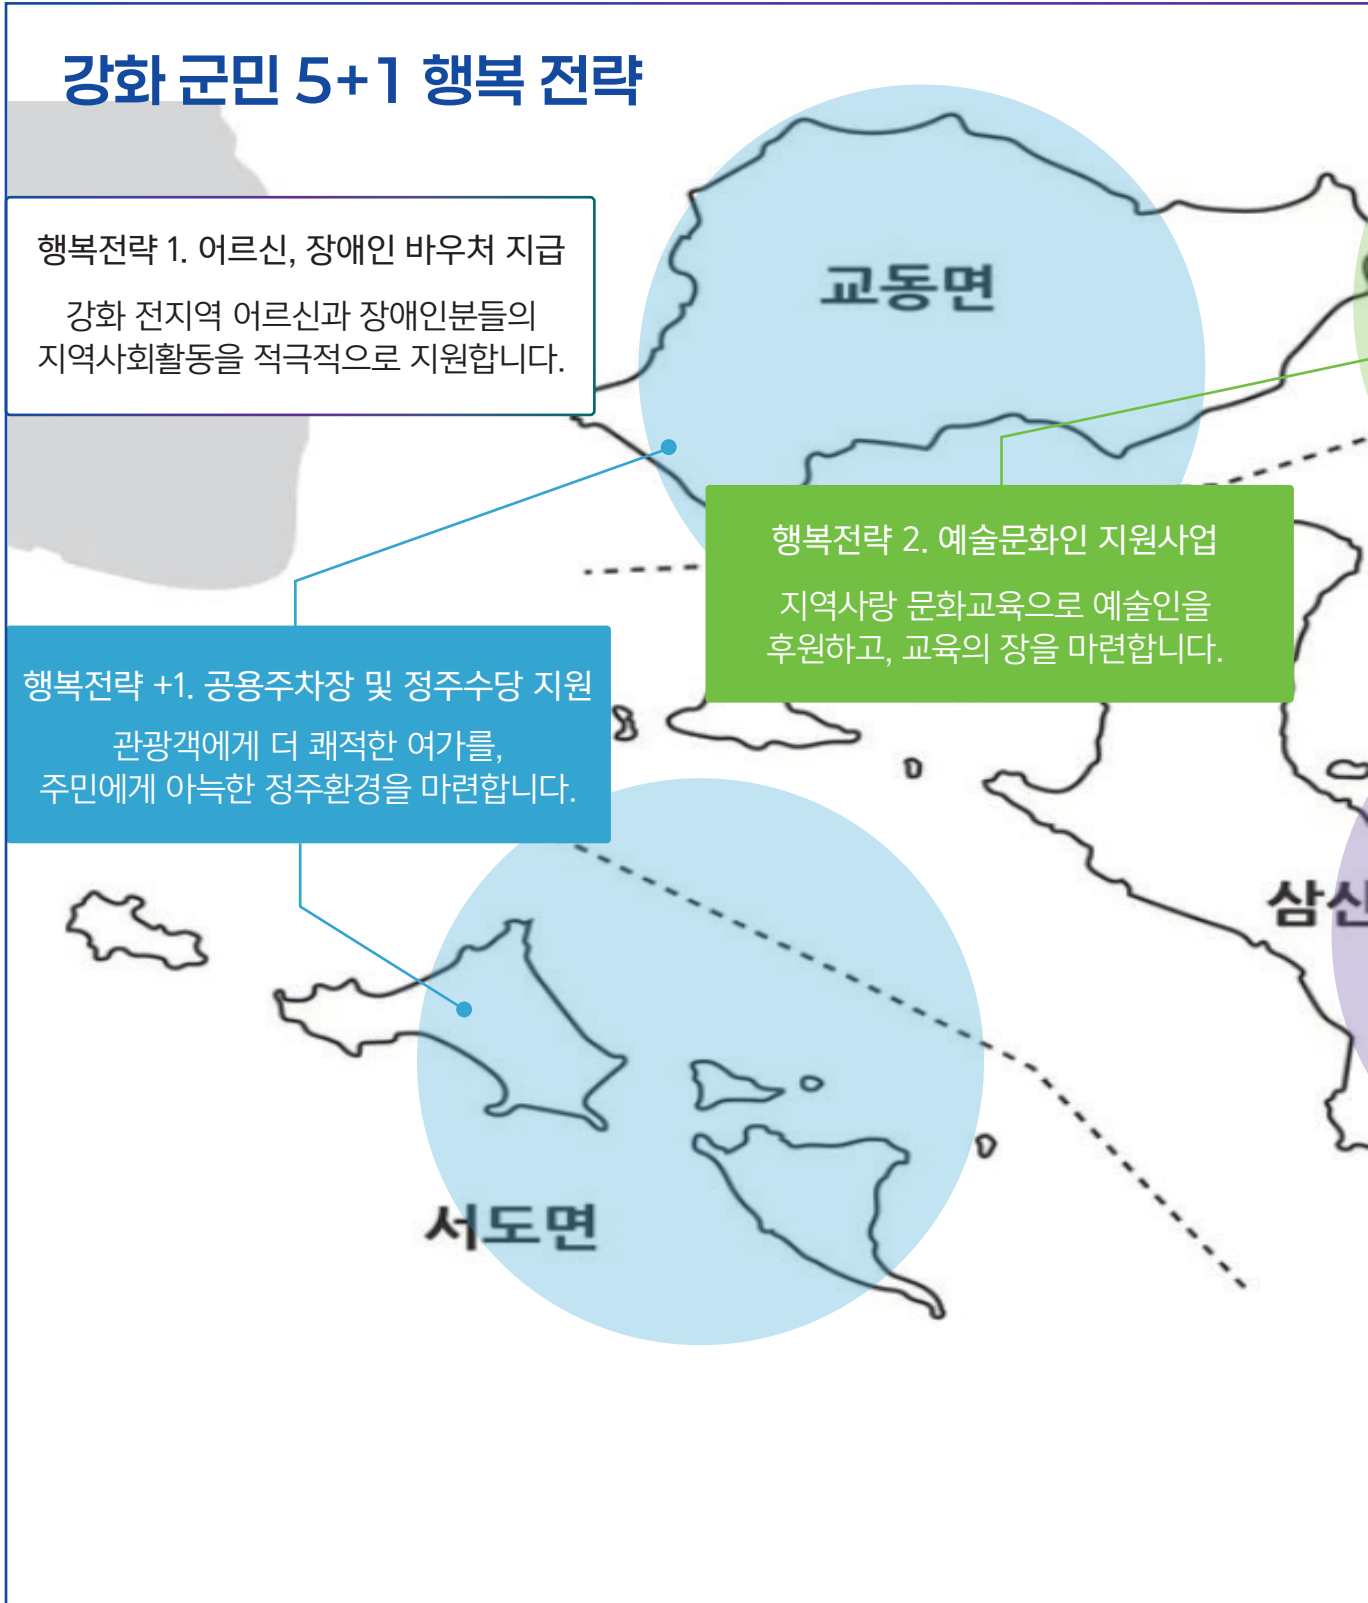 강화 군민 5+1 행복 전략
행복전략 1. 어르신, 장애인 바우처 지급
강화 전지역 어르신과 장애인분들의
지역사회활동을 적극적으로 지원합니다.
교동면
행복전략 2. 예술문화인 지원사업
지역사랑 문화교육으로 예술인을
후원하고, 교육의 장을 마련합니다.
행복전략 +1. 공용주차장 및 정주수당 지원
관광객에게 더 쾌적한 여가를,
주민에게 아늑한 정주환경을 마련합니다.
삼산
서도면